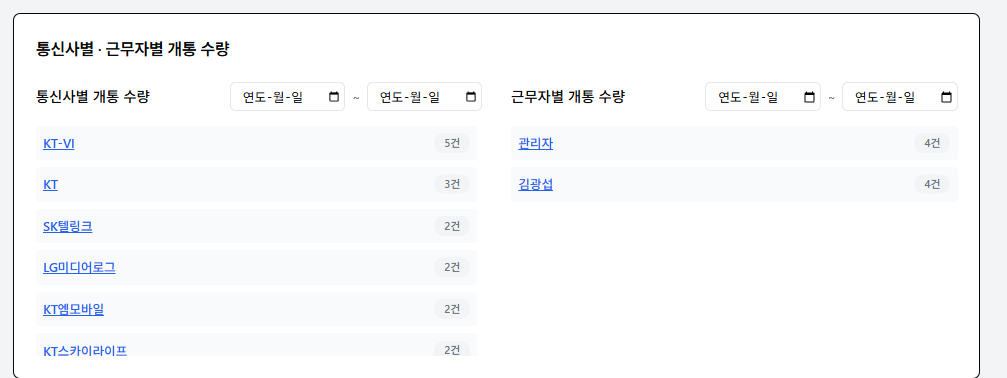 통신사별 · 근무자별 개통 수량
통신사별 개통 수량 연도-월-일 ~ 연도-월-일
KT-VI 5건
KT 3건
SK텔링크 2건
LG미디어로그 2건
KT엠모바일 2건
KT스카이라이프 2건
근무자별 개통 수량 연도-월-일 ~ 연도-월-일
관리자 4건
김광섭 4건